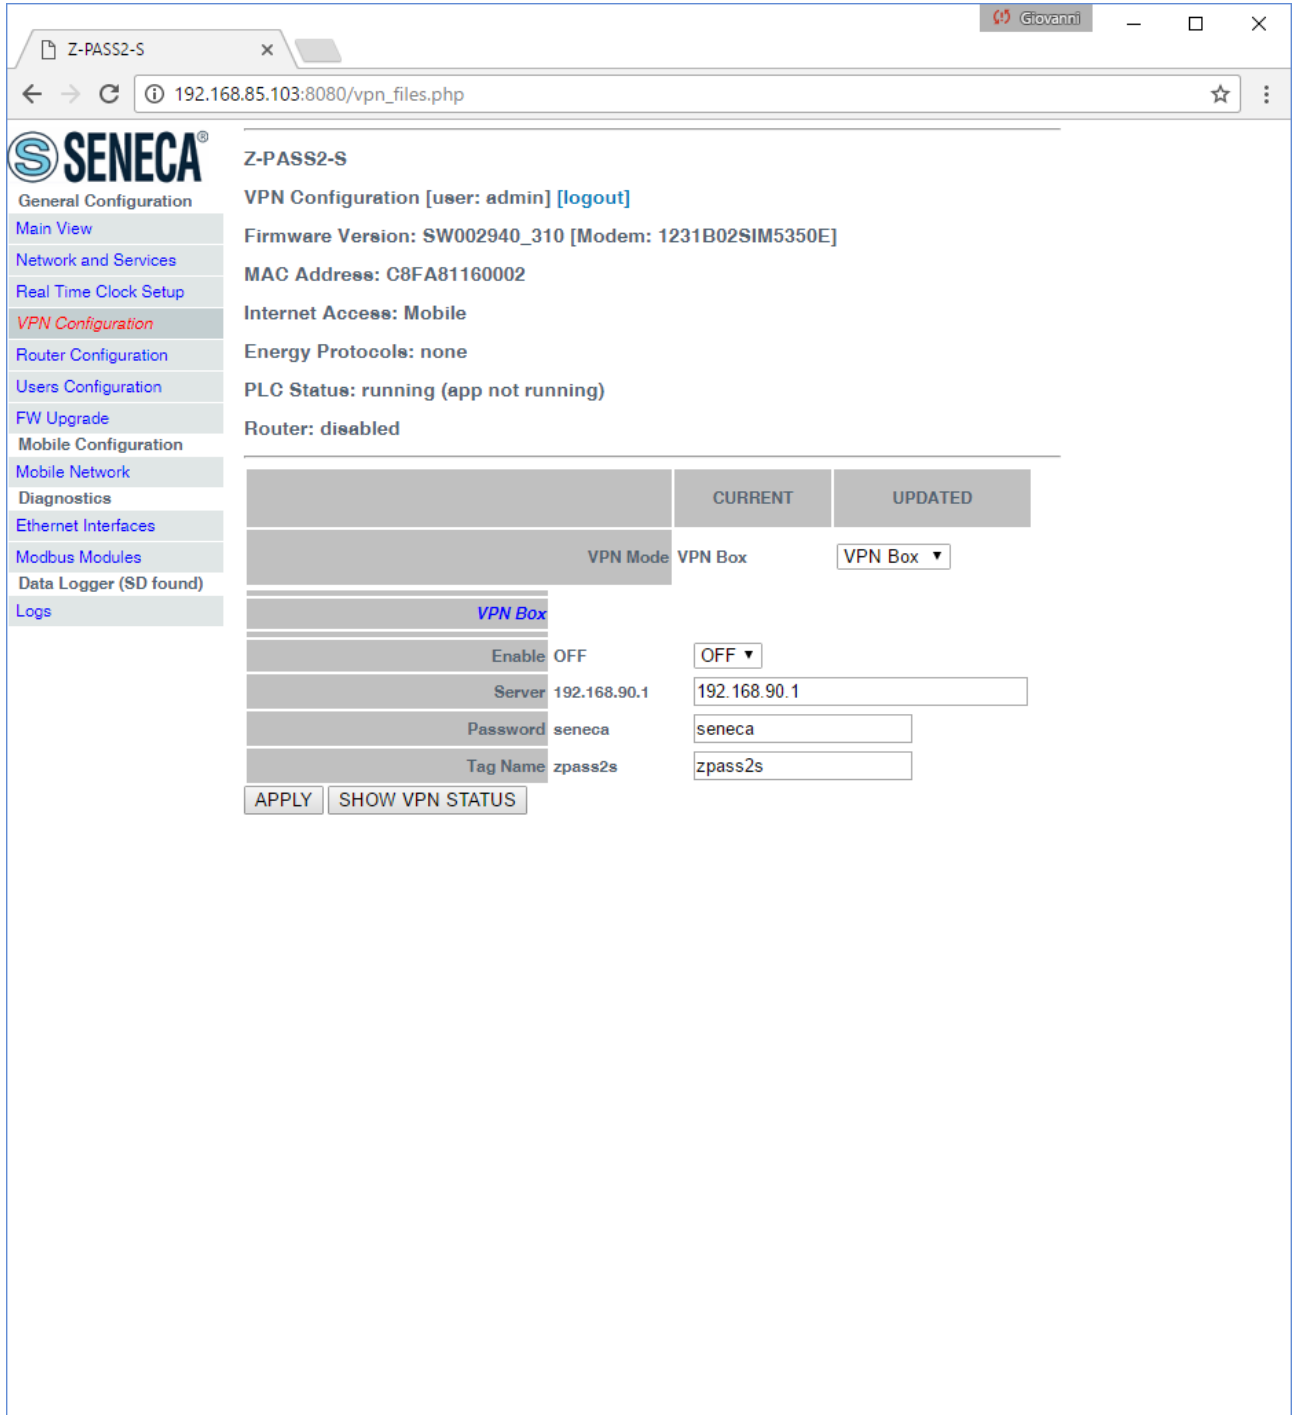 Giovanni
Z-PASS2-S
192.168.85.103:8080/vpn_files.php
SENECA®
General Configuration
Main View
Network and Services
Real Time Clock Setup
VPN Configuration
Router Configuration
Users Configuration
FW Upgrade
Mobile Configuration
Mobile Network
Diagnostics
Ethernet Interfaces
Modbus Modules
Data Logger (SD found)
Logs
Z-PASS2-S
VPN Configuration [user: admin] [logout]
Firmware Version: SW002940_310 [Modem: 1231B02SIM5350E]
MAC Address: C8FA81160002
Internet Access: Mobile
Energy Protocols: none
PLC Status: running (app not running)
Router: disabled
CURRENT UPDATED
VPN Mode VPN Box VPN Box
VPN Box
Enable OFF OFF
Server 192.168.90.1 192.168.90.1
Password seneca seneca
Tag Name zpass2s zpass2s
APPLY SHOW VPN STATUS